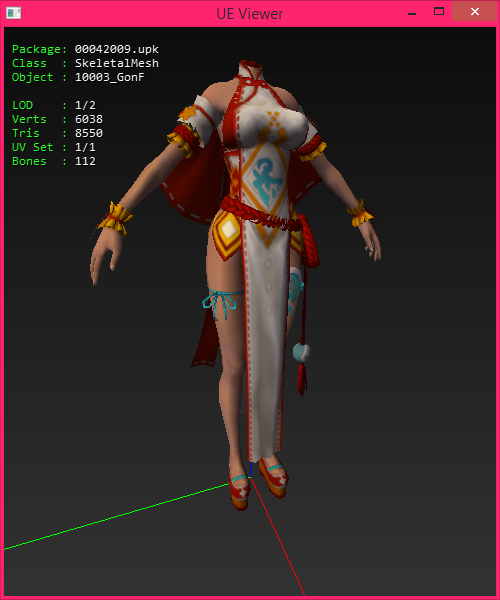 UE Viewer
Package: 00042009.upk
Class  : SkeletalMesh
Object : 10003_GonF
LOD    : 1/2
Verts  : 6038
Tris   : 8550
UV Set : 1/1
Bones  : 112